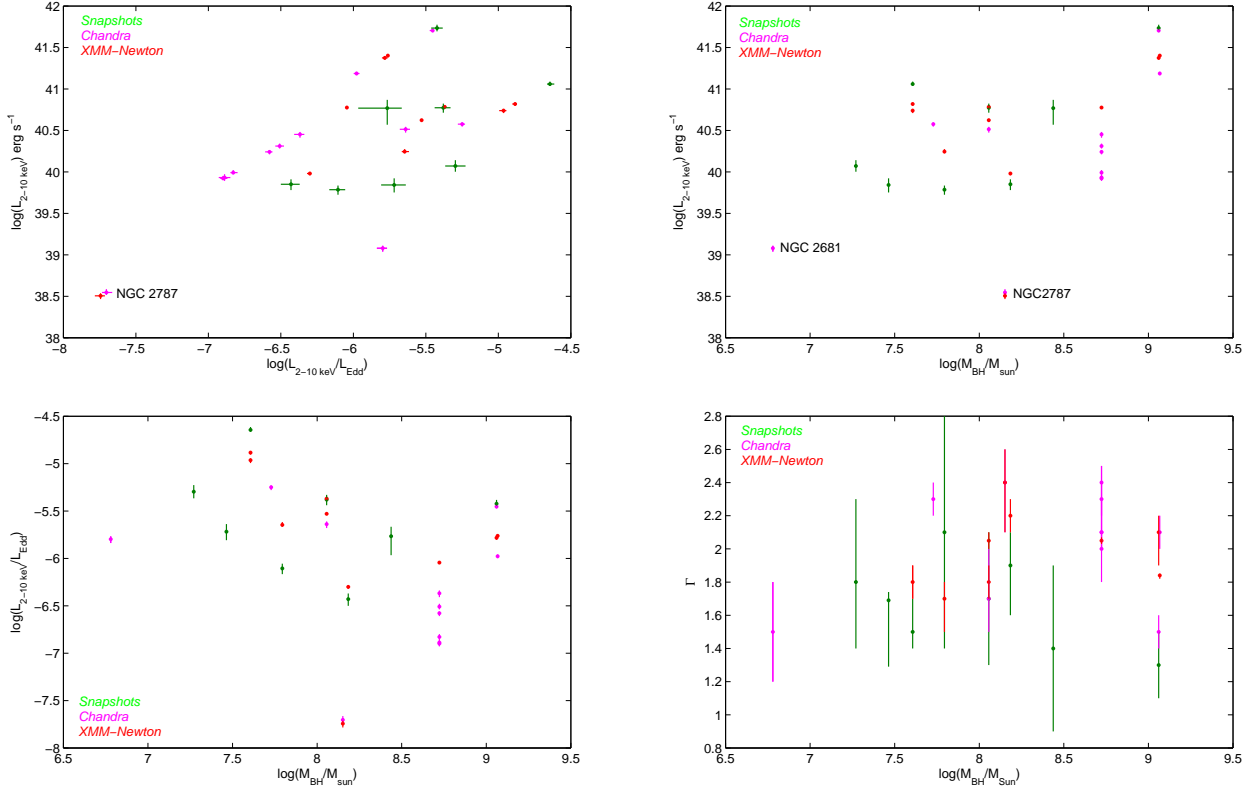 42
41.5
41
40.5
40
39.5
39
38.5
38
log(L2−10 keV) erg s−1
Snapshots
Chandra
XMM−Newton
NGC 2787
−8
−7.5
−7
−6.5
−6
−5.5
−5
−4.5
log(L2−10 keV/LEdd)
42
41.5
41
40.5
40
39.5
39
38.5
38
log(L2−10 keV) erg s−1
Snapshots
Chandra
XMM−Newton
NGC 2681
NGC2787
6.5
7
7.5
8
8.5
9
9.5
log(MBH/Msun)
−4.5
−5
−5.5
−6
−6.5
−7
−7.5
−8
log(L2−10 keV/LEdd)
Snapshots
Chandra
XMM−Newton
6.5
7
7.5
8
8.5
9
9.5
log(MBH/Msun)
2.8
2.6
2.4
2.2
2
1.8
1.6
1.4
1.2
1
0.8
Γ
Snapshots
Chandra
XMM−Newton
6.5
7
7.5
8
8.5
9
9.5
log(MBH/MSun)